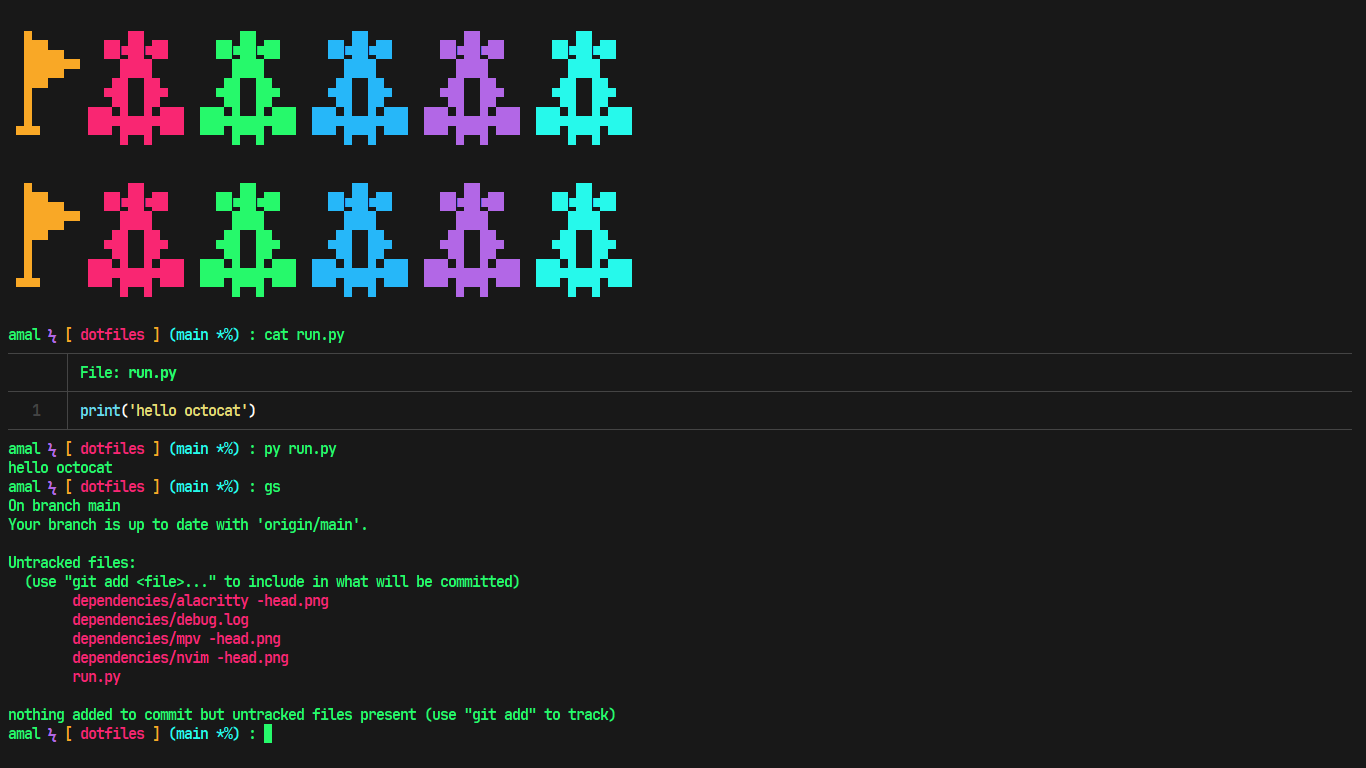 amal ϟ [ dotfiles ] (main *%) : cat run.py
File: run.py
1 print('hello octocat')
amal ϟ [ dotfiles ] (main *%) : py run.py
hello octocat
amal ϟ [ dotfiles ] (main *%) : gs
On branch main
Your branch is up to date with 'origin/main'.
Untracked files:
(use "git add <file>..." to include in what will be committed)
dependencies/alacritty -head.png
dependencies/debug.log
dependencies/mpv -head.png
dependencies/nvim -head.png
run.py
nothing added to commit but untracked files present (use "git add" to track)
amal ϟ [ dotfiles ] (main *%) :